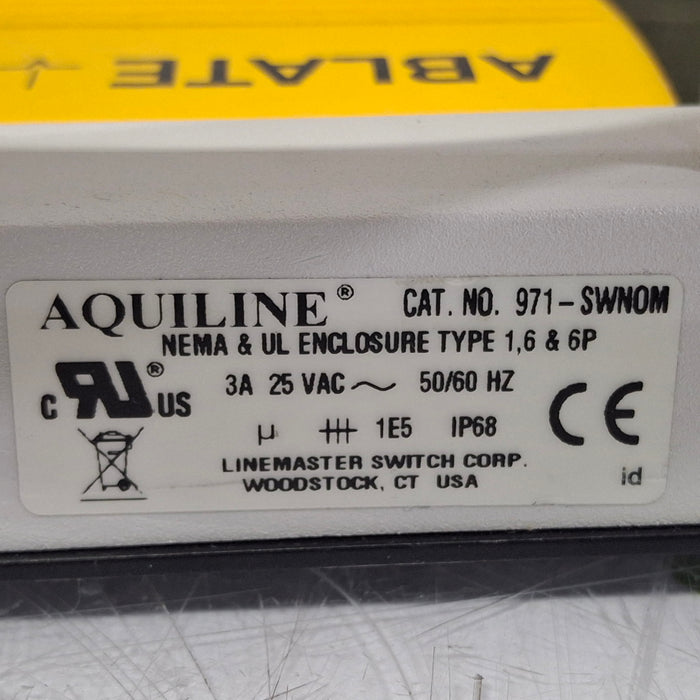 ABLATE
AQUILINE® CAT. NO. 971-SWNOM
NEMA & UL ENCLOSURE TYPE 1,6 & 6P
C RU® US 3A 25 VAC ~ 50/60 HZ
µ 1E5 IP68 CE
LINEMASTER SWITCH CORP.
WOODSTOCK, CT USA
id